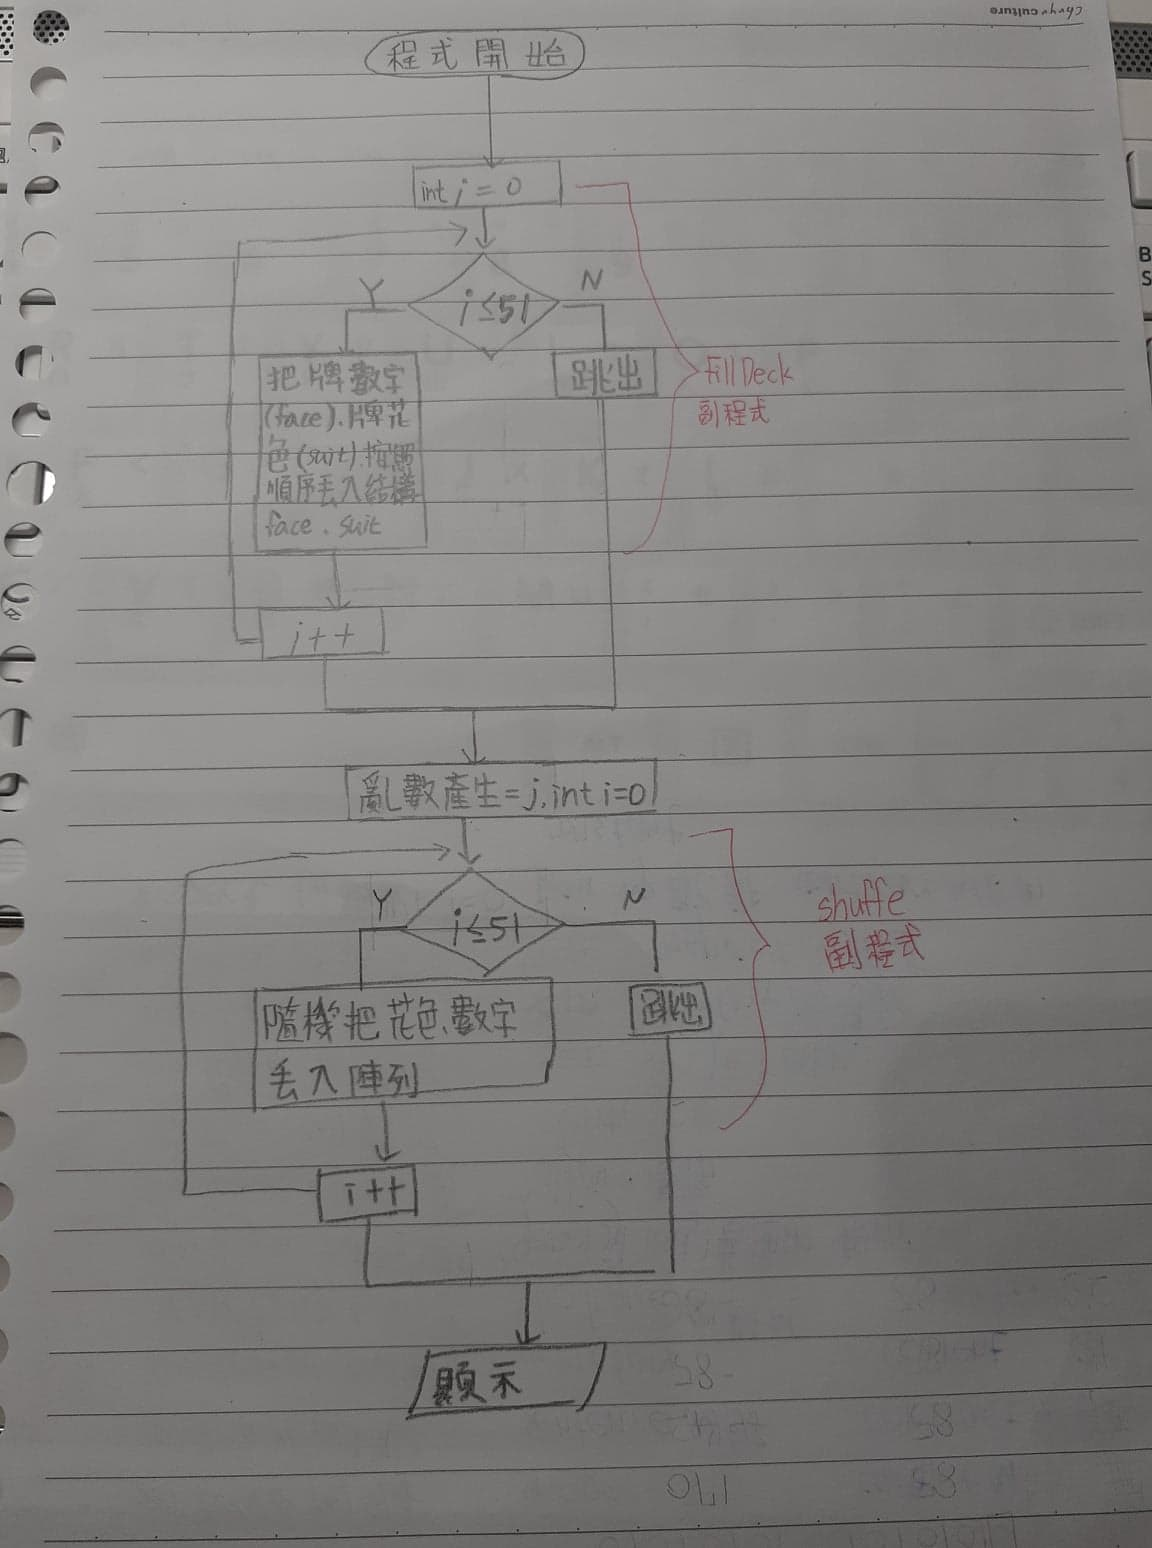 程式開始
int i = 0
i≤51
Y
N
把牌數字
(face).牌花
色(suit).按照
順序丟入結構
face . suit
跳出
FillDeck
副程式
i++
亂數產生=j,int i=0
i≤51
Y
N
隨機把花色、數字
丟入陣列
跳出
shuffe
副程式
i++
顯示